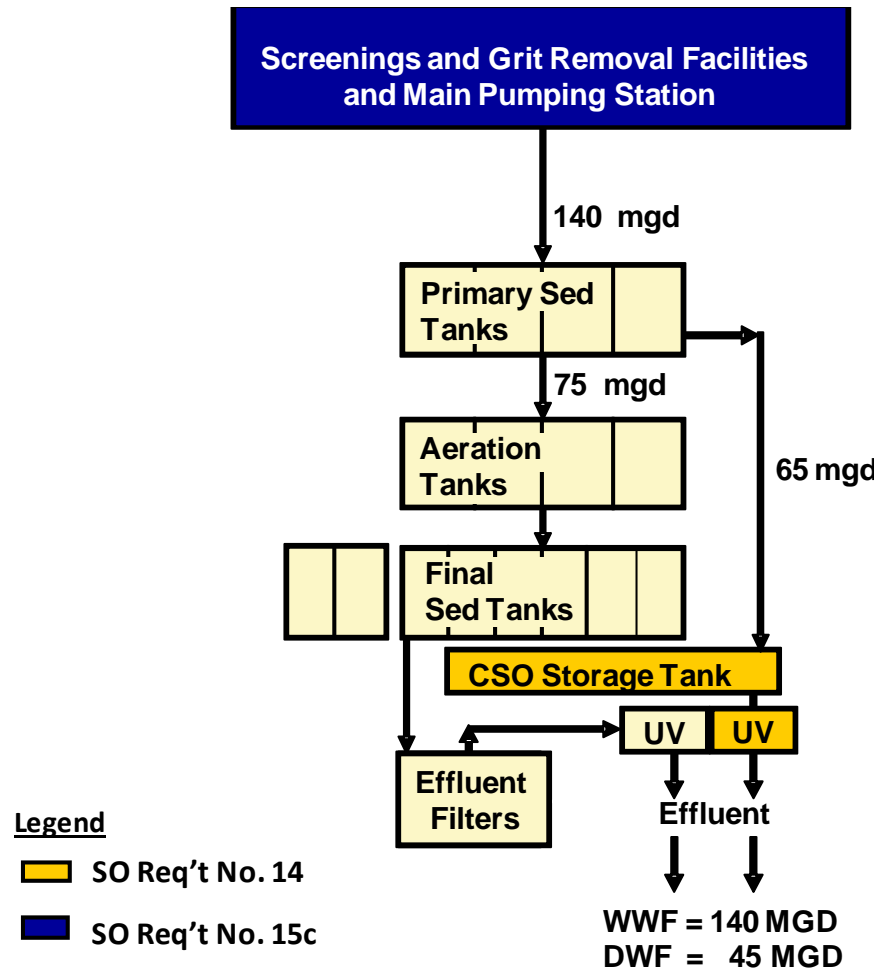 Screenings and Grit Removal Facilities
and Main Pumping Station
140 mgd
Primary Sed
Tanks
75 mgd
Aeration
Tanks
65 mgd
Final
Sed Tanks
CSO Storage Tank
UV
UV
Effluent
Filters
Effluent
Legend
SO Req’t No. 14
SO Req’t No. 15c
WWF = 140 MGD
DWF = 45 MGD